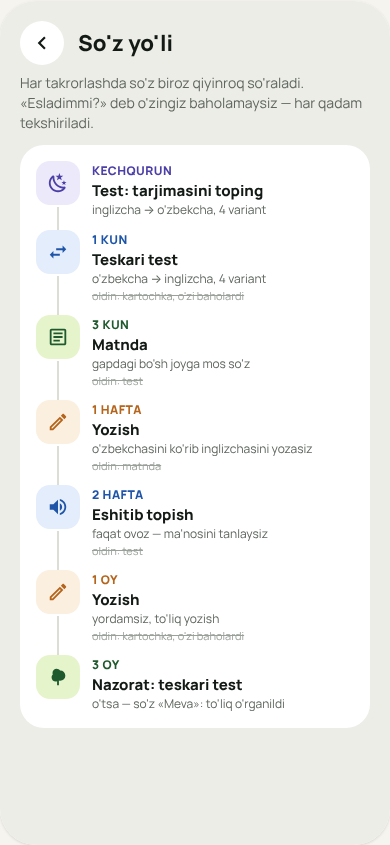 So'z yo'li
Har takrorlashda so'z biroz qiyinroq so'raladi.
«Esladimmi?» deb o'zingiz baholamaysiz — har qadam
tekshiriladi.
KECHQURUN
Test: tarjimasini toping
inglizcha → o'zbekcha, 4 variant
1 KUN
Teskari test
o'zbekcha → inglizcha, 4 variant
oldin: kartochka, o'zi baholardi
3 KUN
Matnda
gapdagi bo'sh joyga mos so'z
oldin: test
1 HAFTA
Yozish
o'zbekchasini ko'rib inglizchasini yozasiz
oldin: matnda
2 HAFTA
Eshitib topish
faqat ovoz — ma'nosini tanlaysiz
oldin: test
1 OY
Yozish
yordamsiz, to'liq yozish
oldin: kartochka, o'zi baholardi
3 OY
Nazorat: teskari test
o'tsa — so'z «Meva»: to'liq o'rganildi